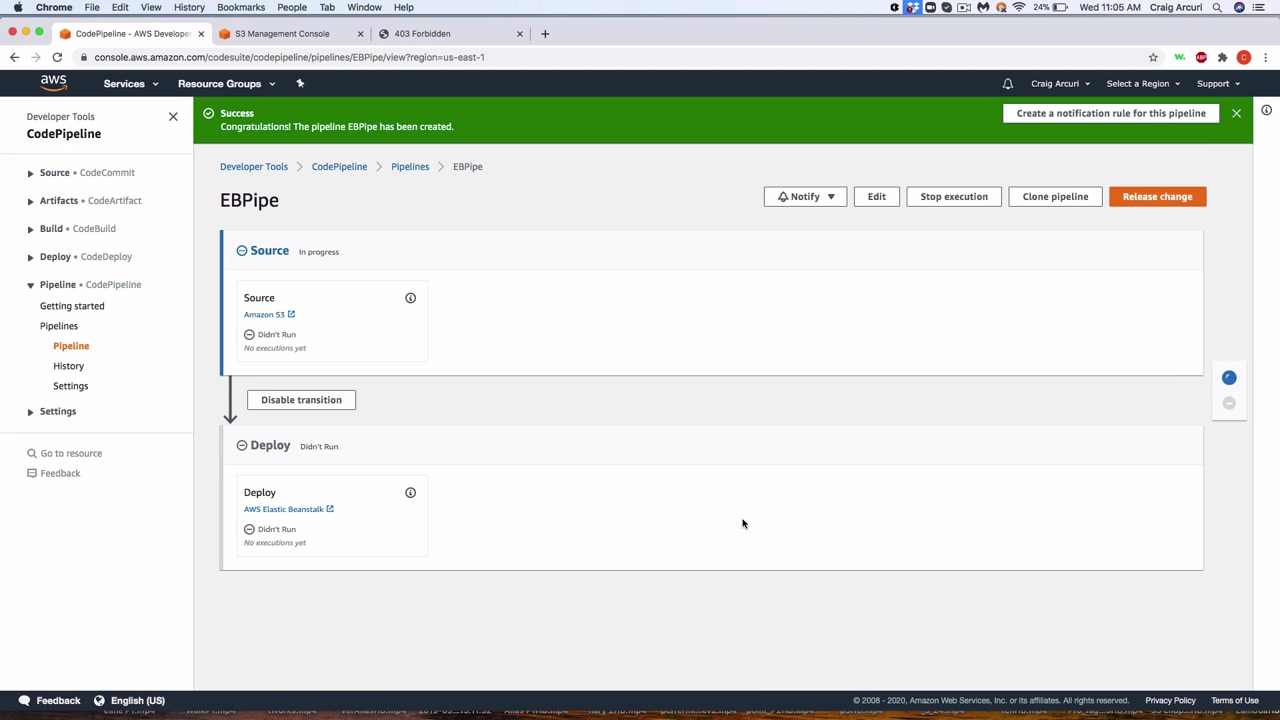 Chrome File Edit View History Bookmarks People Tab Window Help 24% Wed 11:05 AM Craig Arcuri
CodePipeline - AWS Develope
S3 Management Console
403 Forbidden
console.aws.amazon.com/codesuite/codepipeline/pipelines/EBPipe/view?region=us-east-1
aws Services Resource Groups Craig Arcuri Select a Region Support
Developer Tools
CodePipeline
Source • CodeCommit
Artifacts • CodeArtifact
Build • CodeBuild
Deploy • CodeDeploy
Pipeline • CodePipeline
Getting started
Pipelines
Pipeline
History
Settings
Settings
Go to resource
Feedback
Success
Congratulations! The pipeline EBPipe has been created.
Create a notification rule for this pipeline
Developer Tools > CodePipeline > Pipelines > EBPipe
EBPipe
Notify Edit Stop execution Clone pipeline Release change
Source In progress
Source
Amazon S3
Didn't Run
No executions yet
Disable transition
Deploy Didn't Run
Deploy
AWS Elastic Beanstalk
Didn't Run
No executions yet
Feedback English (US) © 2008 - 2020, Amazon Web Services, Inc. or its affiliates. All rights reserved. Privacy Policy Terms of Use